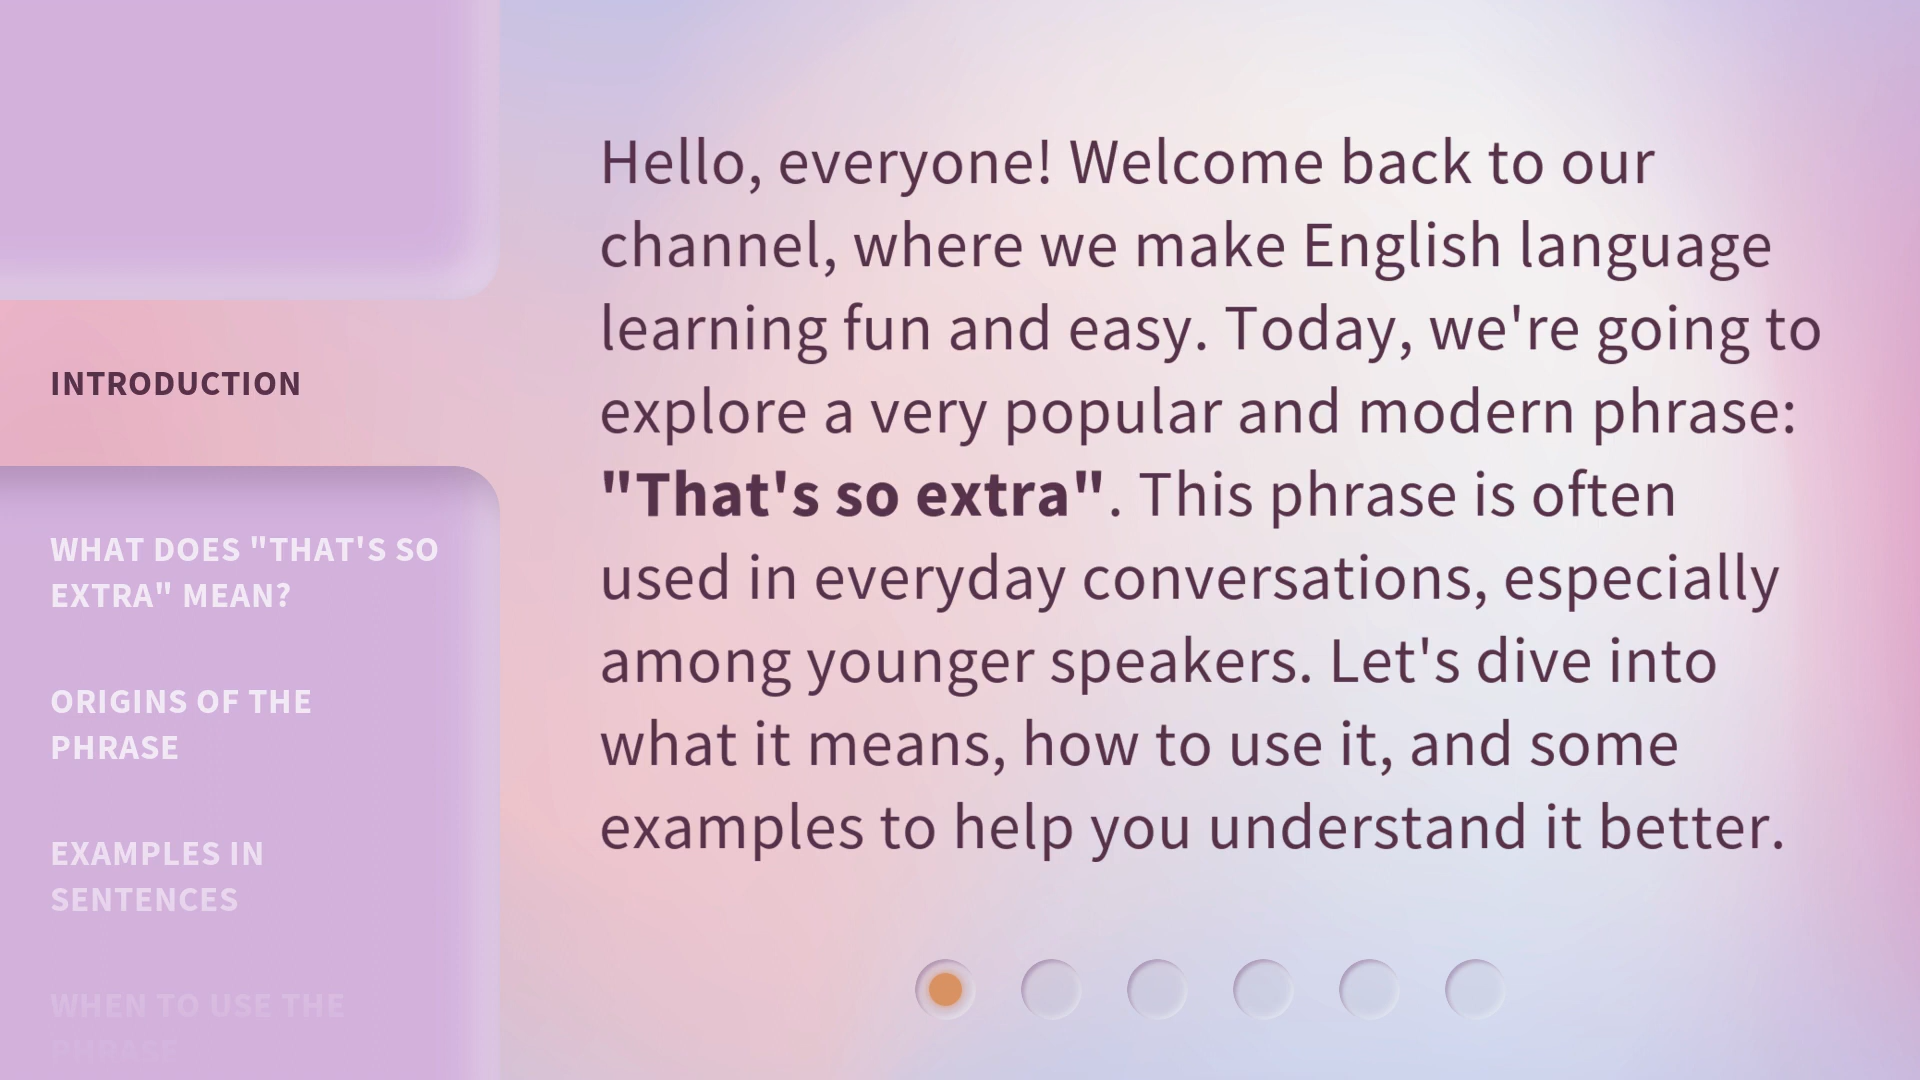 INTRODUCTION
WHAT DOES "THAT'S SO
EXTRA" MEAN?
ORIGINS OF THE
PHRASE
EXAMPLES IN
SENTENCES
WHEN TO USE THE
PHRASE
Hello, everyone! Welcome back to our
channel, where we make English language
learning fun and easy. Today, we're going to
explore a very popular and modern phrase:
"That's so extra". This phrase is often
used in everyday conversations, especially
among younger speakers. Let's dive into
what it means, how to use it, and some
examples to help you understand it better.